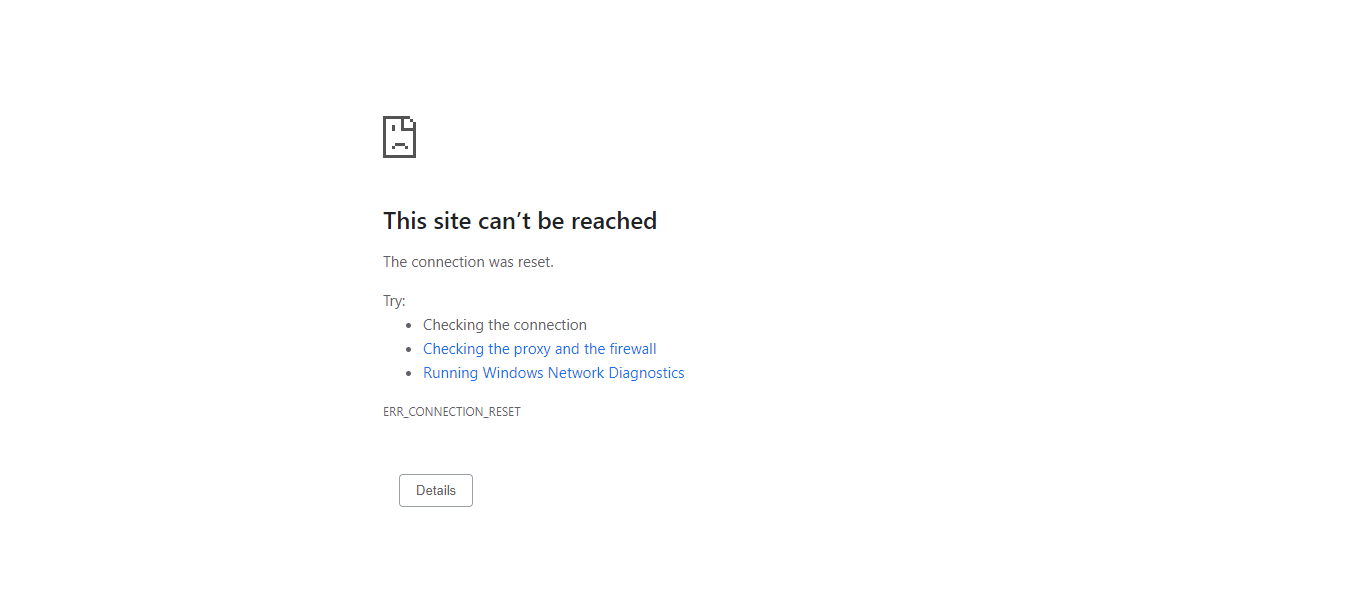 This site can’t be reached
The connection was reset.
Try:
Checking the connection
Checking the proxy and the firewall
Running Windows Network Diagnostics
ERR_CONNECTION_RESET
Details